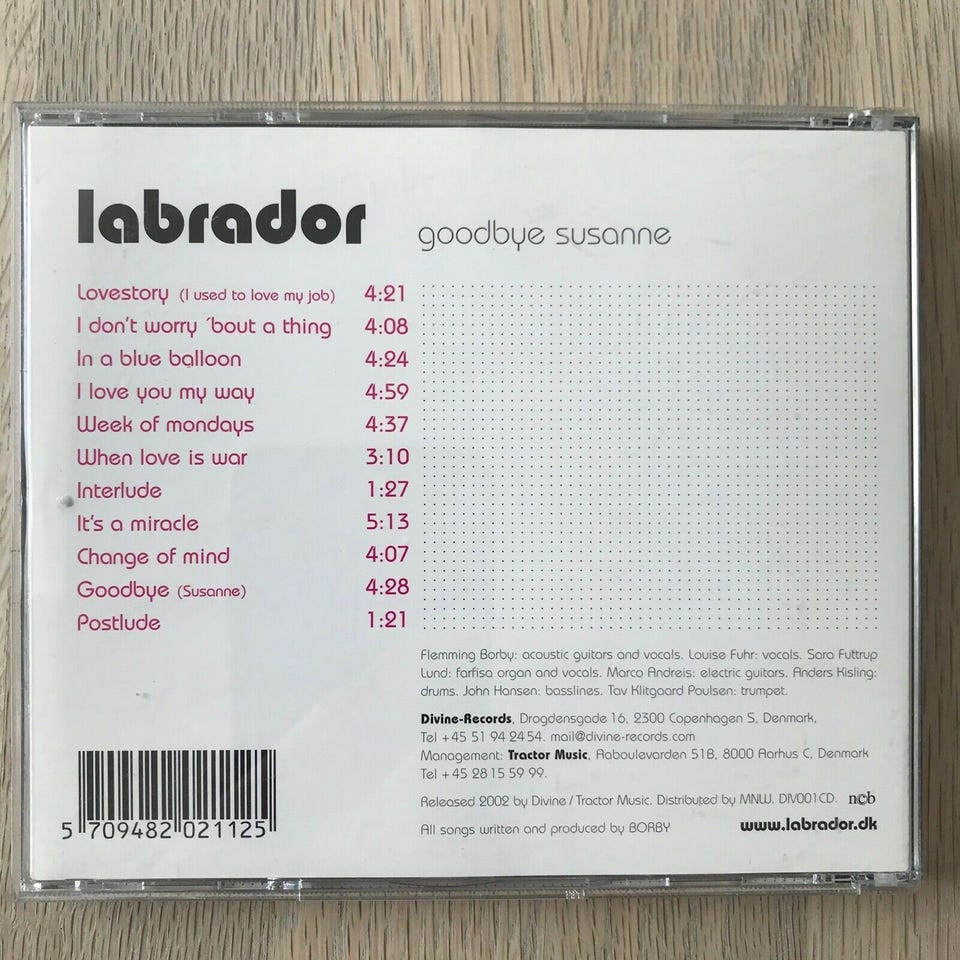 labrador goodbye susanne
Lovestory (I used to love my job) 4:21
I don't worry ´bout a thing 4:08
In a blue balloon 4:24
I love you my way 4:59
Week of mondays 4:37
When love is war 3:10
Interlude 1:27
It's a miracle 5:13
Change of mind 4:07
Goodbye (Susanne) 4:28
Postlude 1:21
Flemming Borby: acoustic guitars and vocals. Louise Fuhr: vocals. Sara Futtrup
Lund: farfisa organ and vocals. Marco Andreis: electric guitars. Anders Kisling:
drums. John Hansen: basslines. Tav Klitgaard Poulsen: trumpet.
Divine-Records, Drogdensgade 16, 2300 Copenhagen S, Denmark,
Tel +45 51 94 24 54. mail@divine-records.com
Management: Tractor Music, Aaboulevarden 51B, 8000 Aarhus C, Denmark
Tel +45 28 15 59 99.
Released 2002 by Divine / Tractor Music. Distributed by MNW. DIV001CD. ncb
All songs written and produced by BORBY www.labrador.dk
5 709482 021125